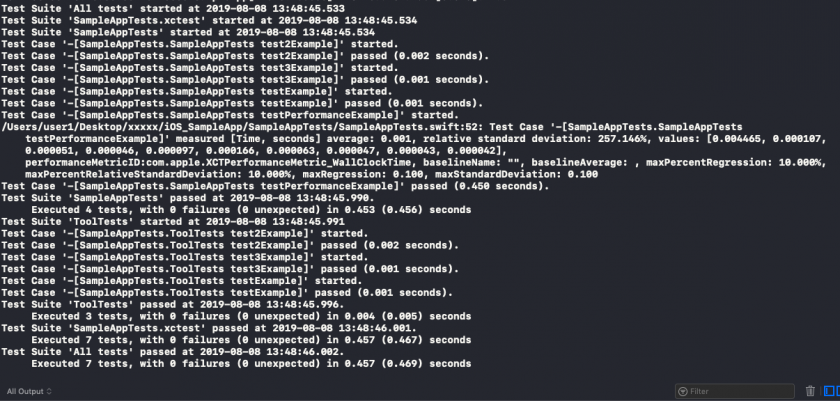 Test Suite 'All tests' started at 2019-08-08 13:48:45.533
Test Suite 'SampleAppTests.xctest' started at 2019-08-08 13:48:45.534
Test Suite 'SampleAppTests' started at 2019-08-08 13:48:45.534
Test Case '-[SampleAppTests.SampleAppTests test2Example]' started.
Test Case '-[SampleAppTests.SampleAppTests test2Example]' passed (0.002 seconds).
Test Case '-[SampleAppTests.SampleAppTests test3Example]' started.
Test Case '-[SampleAppTests.SampleAppTests test3Example]' passed (0.001 seconds).
Test Case '-[SampleAppTests.SampleAppTests testExample]' started.
Test Case '-[SampleAppTests.SampleAppTests testExample]' passed (0.001 seconds).
Test Case '-[SampleAppTests.SampleAppTests testPerformanceExample]' started.
/Users/user1/Desktop/xxxxx/iOS_SampleApp/SampleAppTests/SampleAppTests.swift:52: Test Case '-[SampleAppTests.SampleAppTests
testPerformanceExample]' measured [Time, seconds] average: 0.001, relative standard deviation: 257.146%, values: [0.004465, 0.000107,
0.000051, 0.000046, 0.000097, 0.000156, 0.000063, 0.000047, 0.000043, 0.000042],
performanceMetricID:com.apple.XCTPerformanceMetric_WallClockTime, baselineName: "", baselineAverage: , maxPercentRegression: 10.000%,
maxPercentRelativeStandardDeviation: 10.000%, maxRegression: 0.100, maxStandardDeviation: 0.100
Test Case '-[SampleAppTests.SampleAppTests testPerformanceExample]' passed (0.450 seconds).
Test Suite 'SampleAppTests' passed at 2019-08-08 13:48:45.990.
Executed 4 tests, with 0 failures (0 unexpected) in 0.453 (0.456) seconds
Test Suite 'ToolTests' started at 2019-08-08 13:48:45.991
Test Case '-[SampleAppTests.ToolTests test2Example]' started.
Test Case '-[SampleAppTests.ToolTests test2Example]' passed (0.002 seconds).
Test Case '-[SampleAppTests.ToolTests test3Example]' started.
Test Case '-[SampleAppTests.ToolTests test3Example]' passed (0.001 seconds).
Test Case '-[SampleAppTests.ToolTests testExample]' started.
Test Case '-[SampleAppTests.ToolTests testExample]' passed (0.001 seconds).
Test Suite 'ToolTests' passed at 2019-08-08 13:48:45.996.
Executed 3 tests, with 0 failures (0 unexpected) in 0.004 (0.005) seconds
Test Suite 'SampleAppTests.xctest' passed at 2019-08-08 13:48:46.001.
Executed 7 tests, with 0 failures (0 unexpected) in 0.457 (0.467) seconds
Test Suite 'All tests' passed at 2019-08-08 13:48:46.002.
Executed 7 tests, with 0 failures (0 unexpected) in 0.457 (0.469) seconds
All Output
Filter